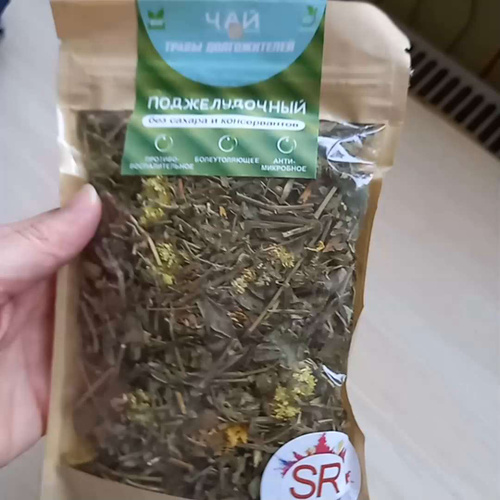 ЧАЙ
ТРАВЫ ДОЛГОЖИТЕЛЕЙ
ПОДЖЕЛУДОЧНЫЙ
без сахара и консервантов
ПРОТИВО-
ВОСПАЛИТЕЛЬНОЕ
БОЛЕУТОЛЯЮЩЕЕ
АНТИ-
МИКРОБНОЕ
SR